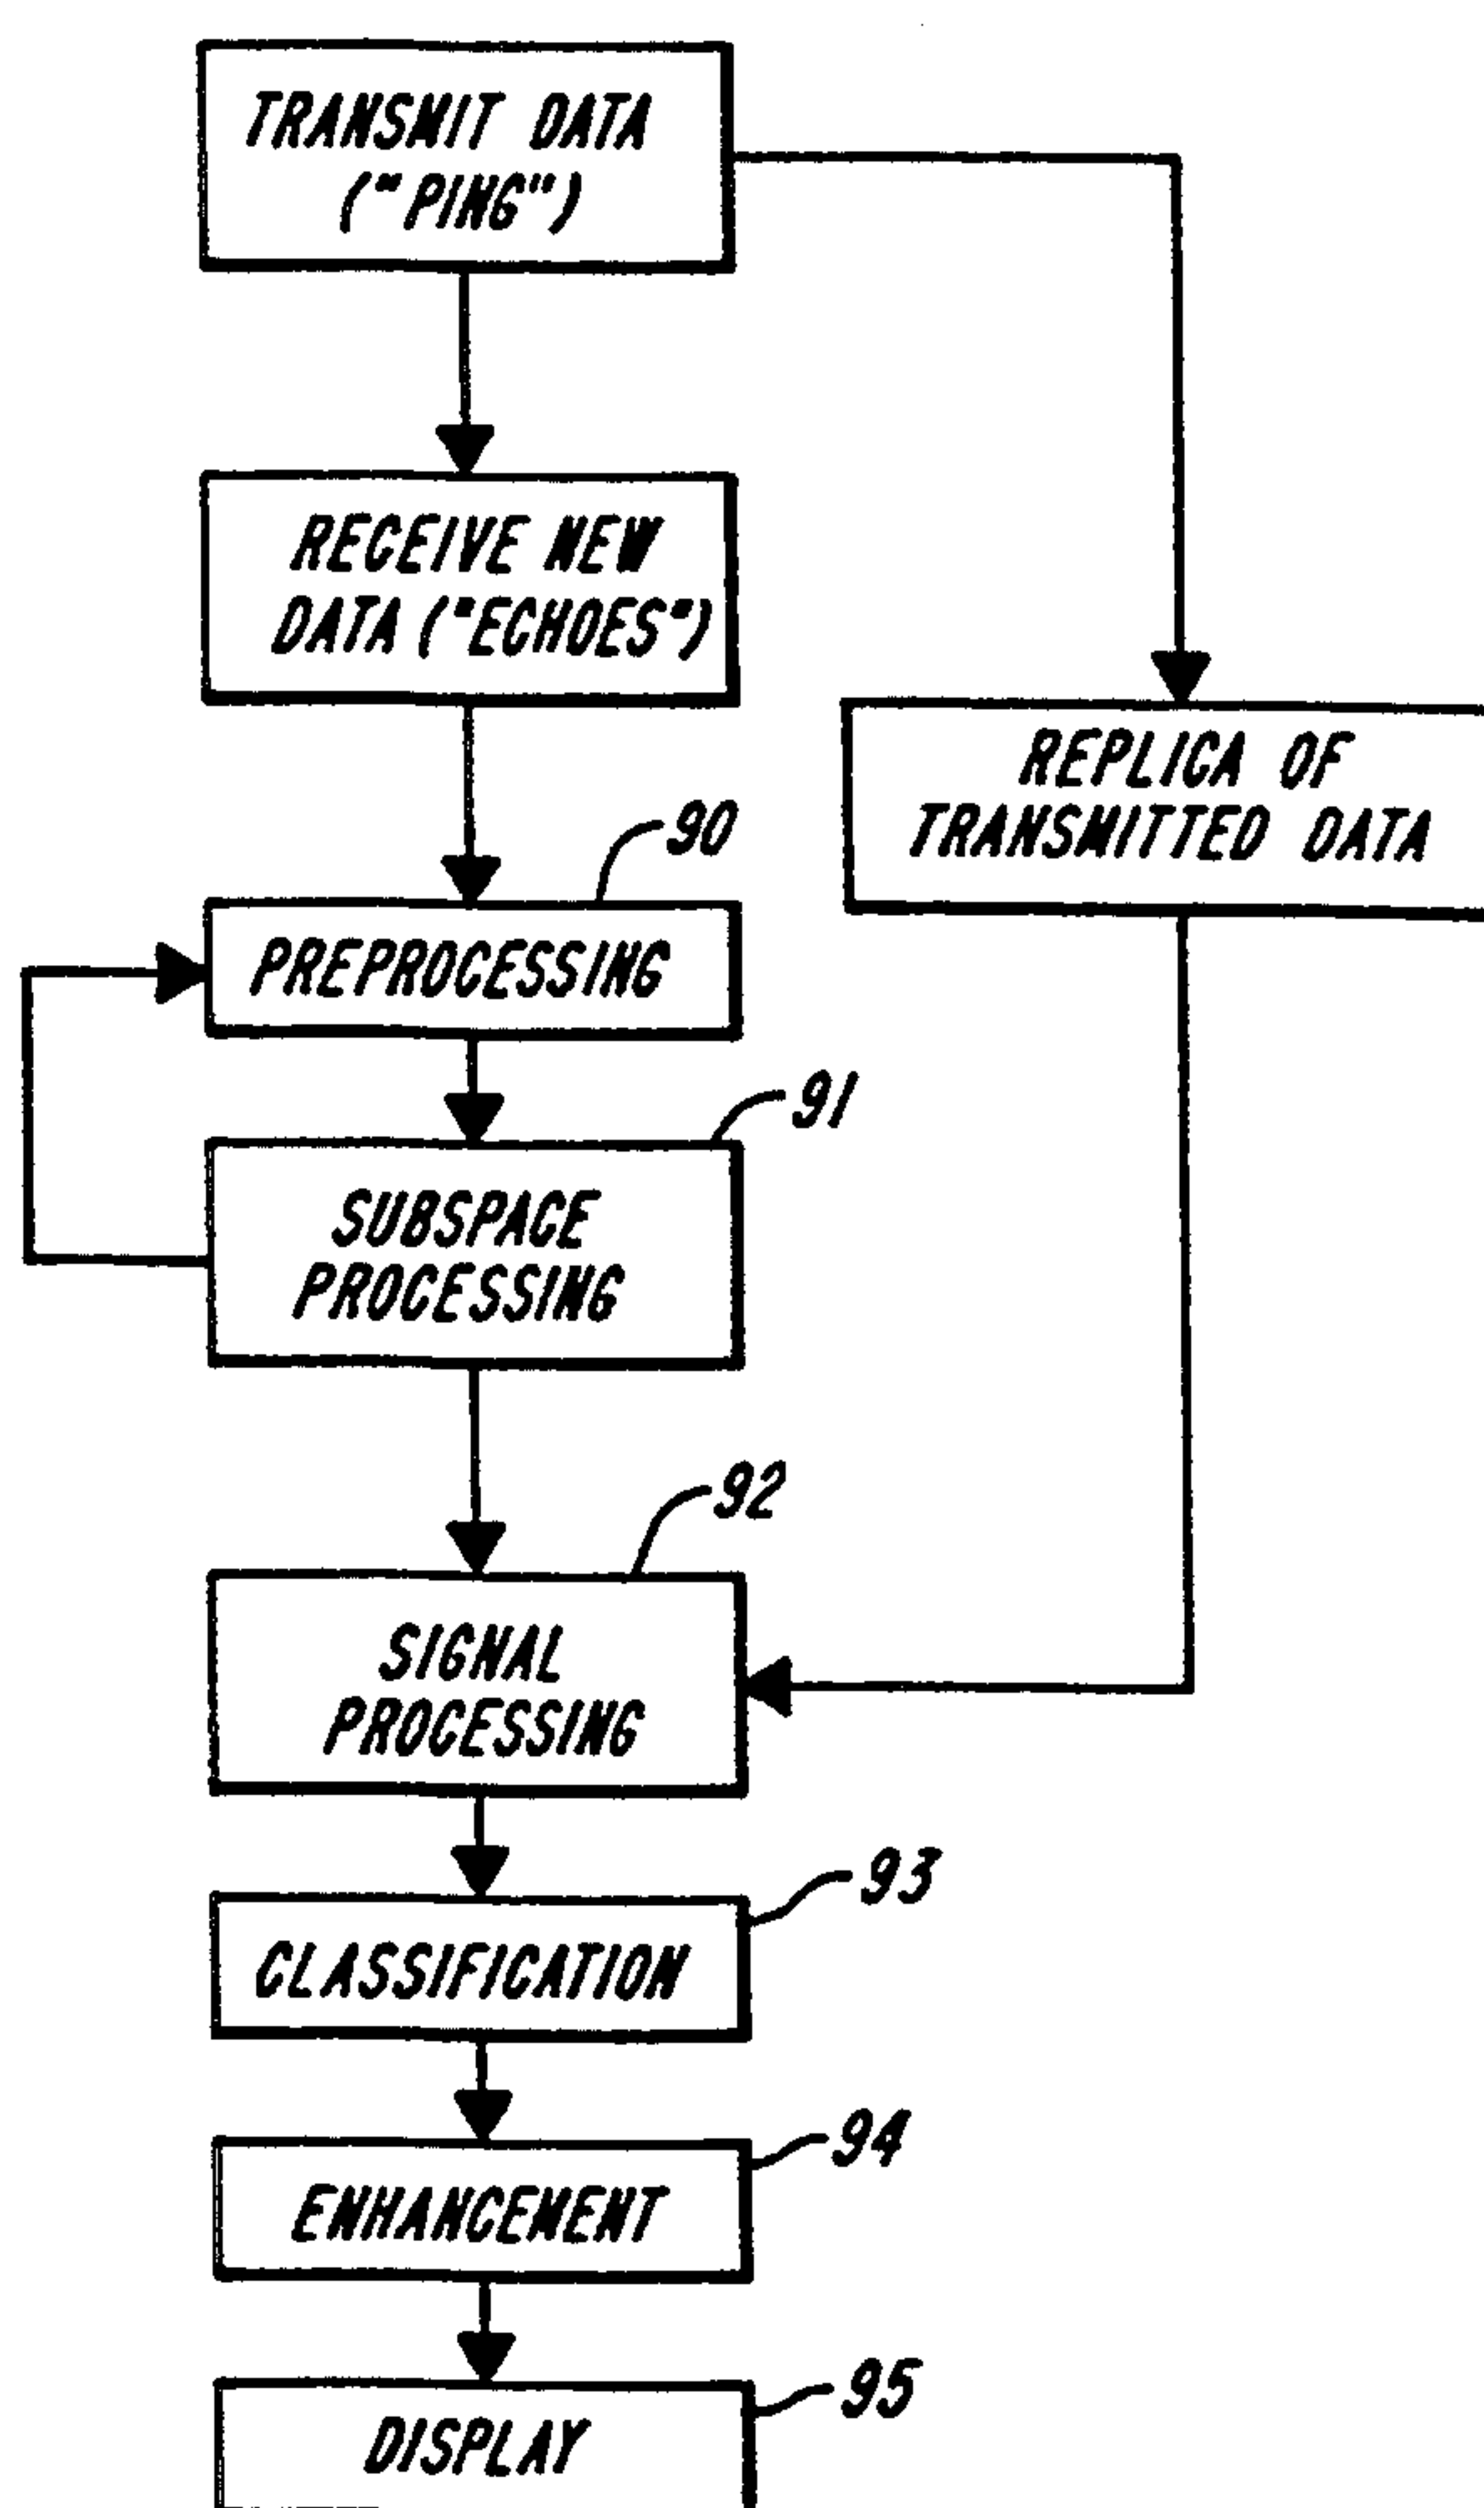 TRANSMIT DATA
("PING")
RECEIVE NEW
DATA ("ECHOES")
REPLICA OF
TRANSMITTED DATA
90
PREPROCESSING
91
SUBSPACE
PROCESSING
92
SIGNAL
PROCESSING
93
CLASSIFICATION
94
ENHANCEMENT
95
DISPLAY